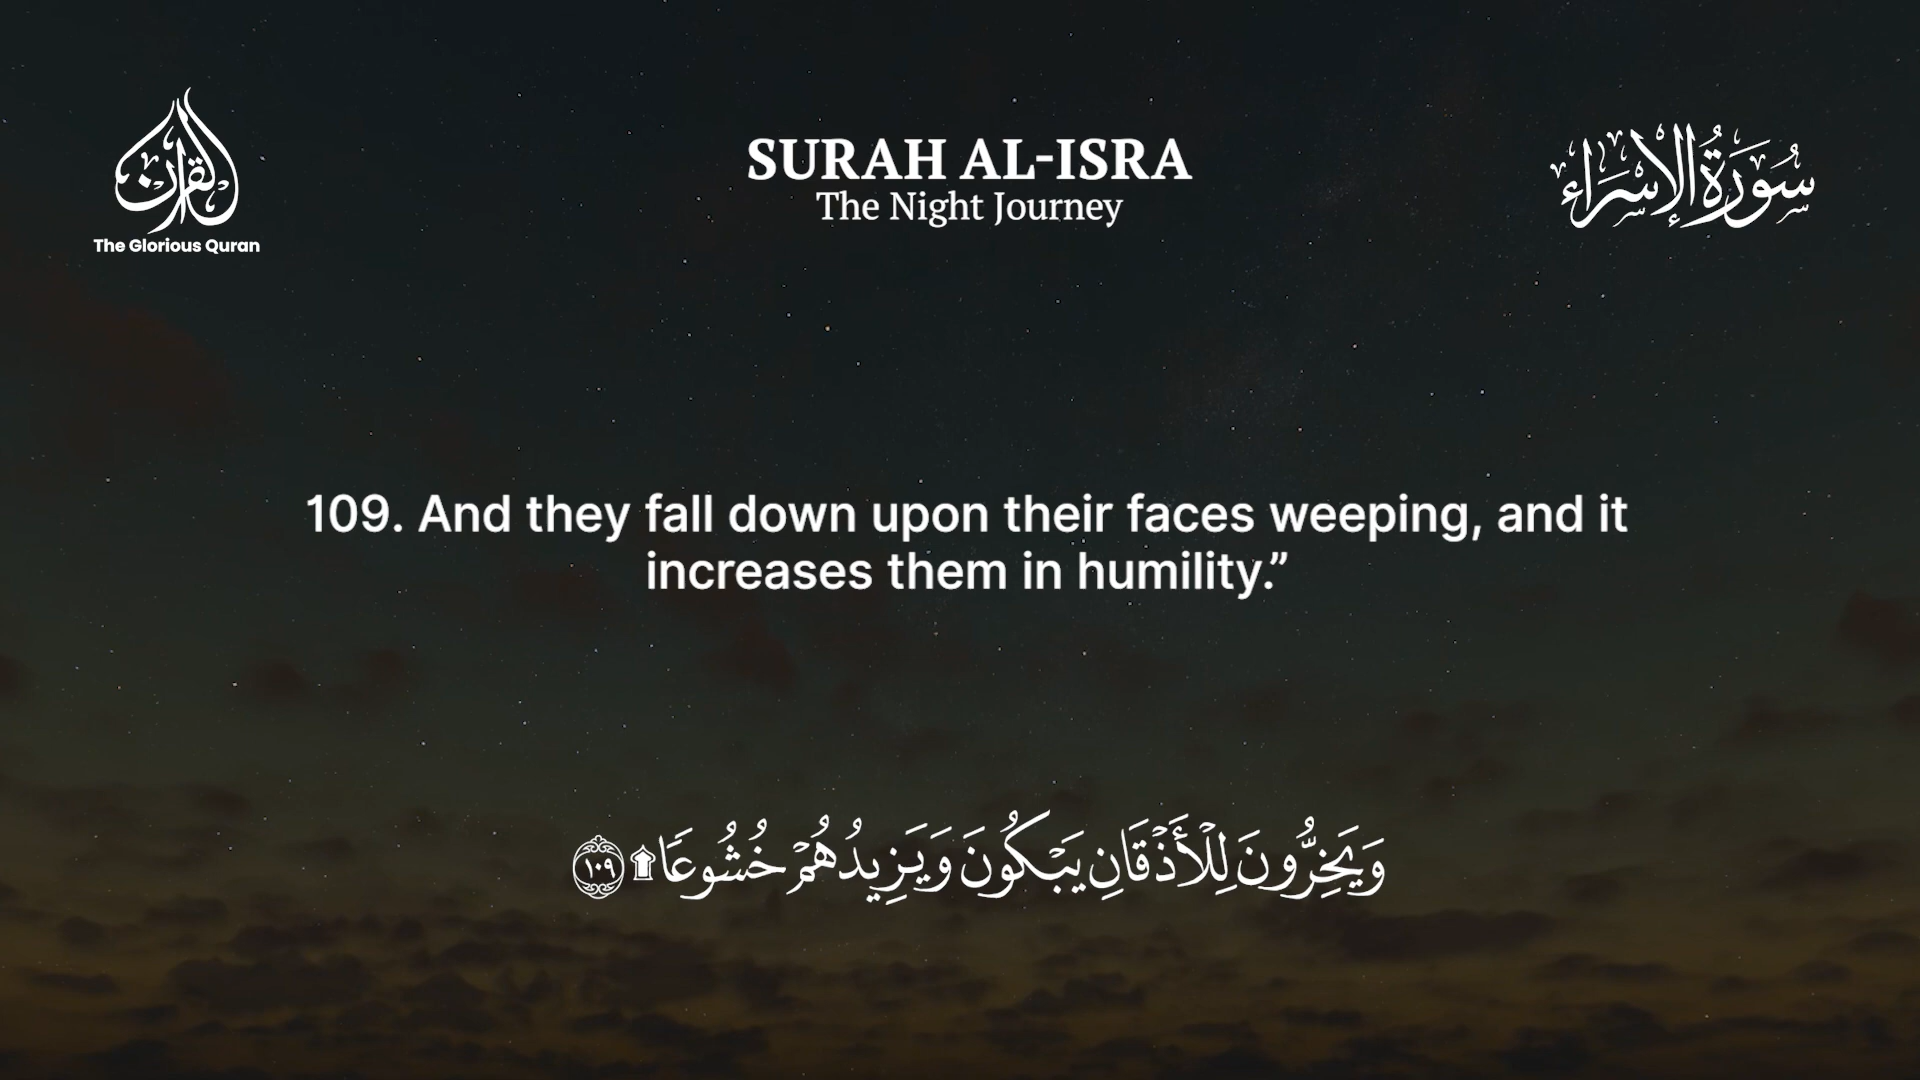 القرآن
The Glorious Quran
SURAH AL-ISRA
The Night Journey
سُورَةُ الإِسْرَاء
109. And they fall down upon their faces weeping, and it
increases them in humility.”
وَيَخِرُّونَ لِلْأَذْقَانِ يَبْكُونَ وَيَزِيدُهُمْ خُشُوعًا ۩ ١٠٩